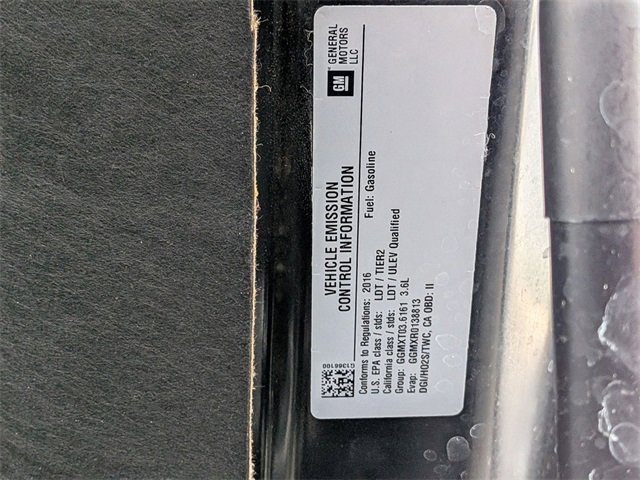 GM
GENERAL
MOTORS
LLC
VEHICLE EMISSION
CONTROL INFORMATION
Conforms to Regulations: 2016 Fuel: Gasoline
U.S. EPA class / stds: LDT / TIER2
California class / stds: LDT / ULEV Qualified
Group: GGMXT03.6161 3.6L
Evap: GGMXR0138813
DGI/HO2S/TWC, CA OBD: II